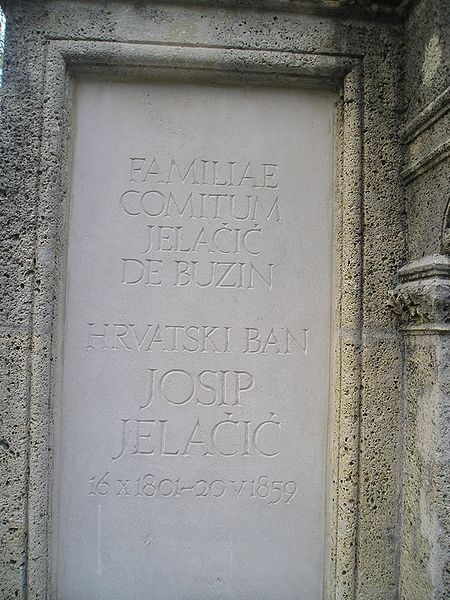 FAMILIAE
COMITUM
JELAČIĆ
DE BUZIN
HRVATSKI BAN
JOSIP
JELAČIĆ
16 X 1801–20 V 1859